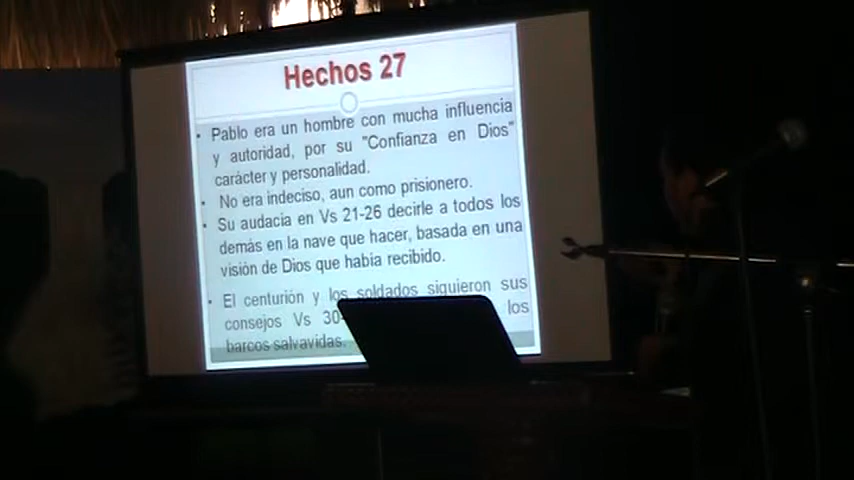 Hechos 27
• Pablo era un hombre con mucha influencia
y autoridad, por su "Confianza en Dios"
carácter y personalidad.
• No era indeciso, aun como prisionero.
• Su audacia en Vs 21-26 decirle a todos los
demás en la nave que hacer, basada en una
visión de Dios que había recibido.
• El centurión y los soldados siguieron sus
consejos Vs 30- los
barcos salvavidas.